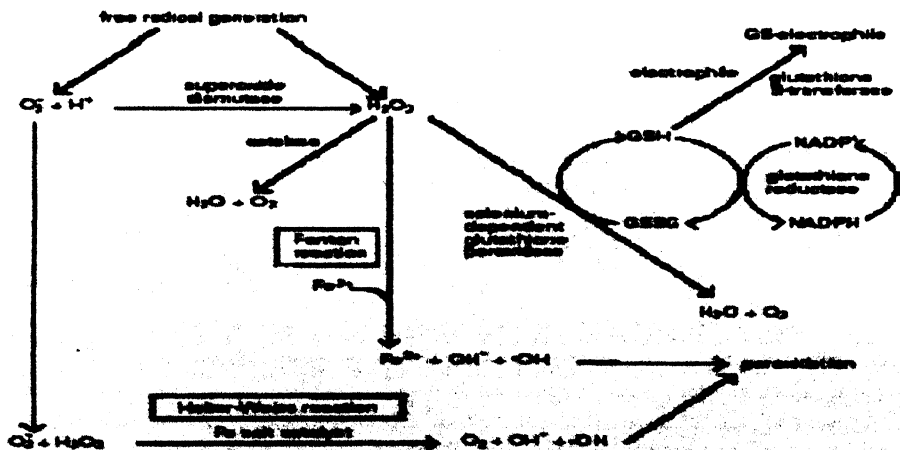 free radical generation
GS-electrophile
electrophile
glutathione
S-transferase
O₂⁻ + H⁺
superoxide
dismutase
H₂O₂
catalase
GSH
NADP⁺
H₂O + O₂
glutathione
reductase
selenium-
dependent
glutathione
peroxidase
GSSG
NADPH
Fenton
reaction
H₂O + O₂
+ OH⁻ + ·OH
peroxidation
Haber-Weiss reaction
Fe salt catalyst
O₂⁻ + H₂O₂
O₂ + OH⁻ + ·OH